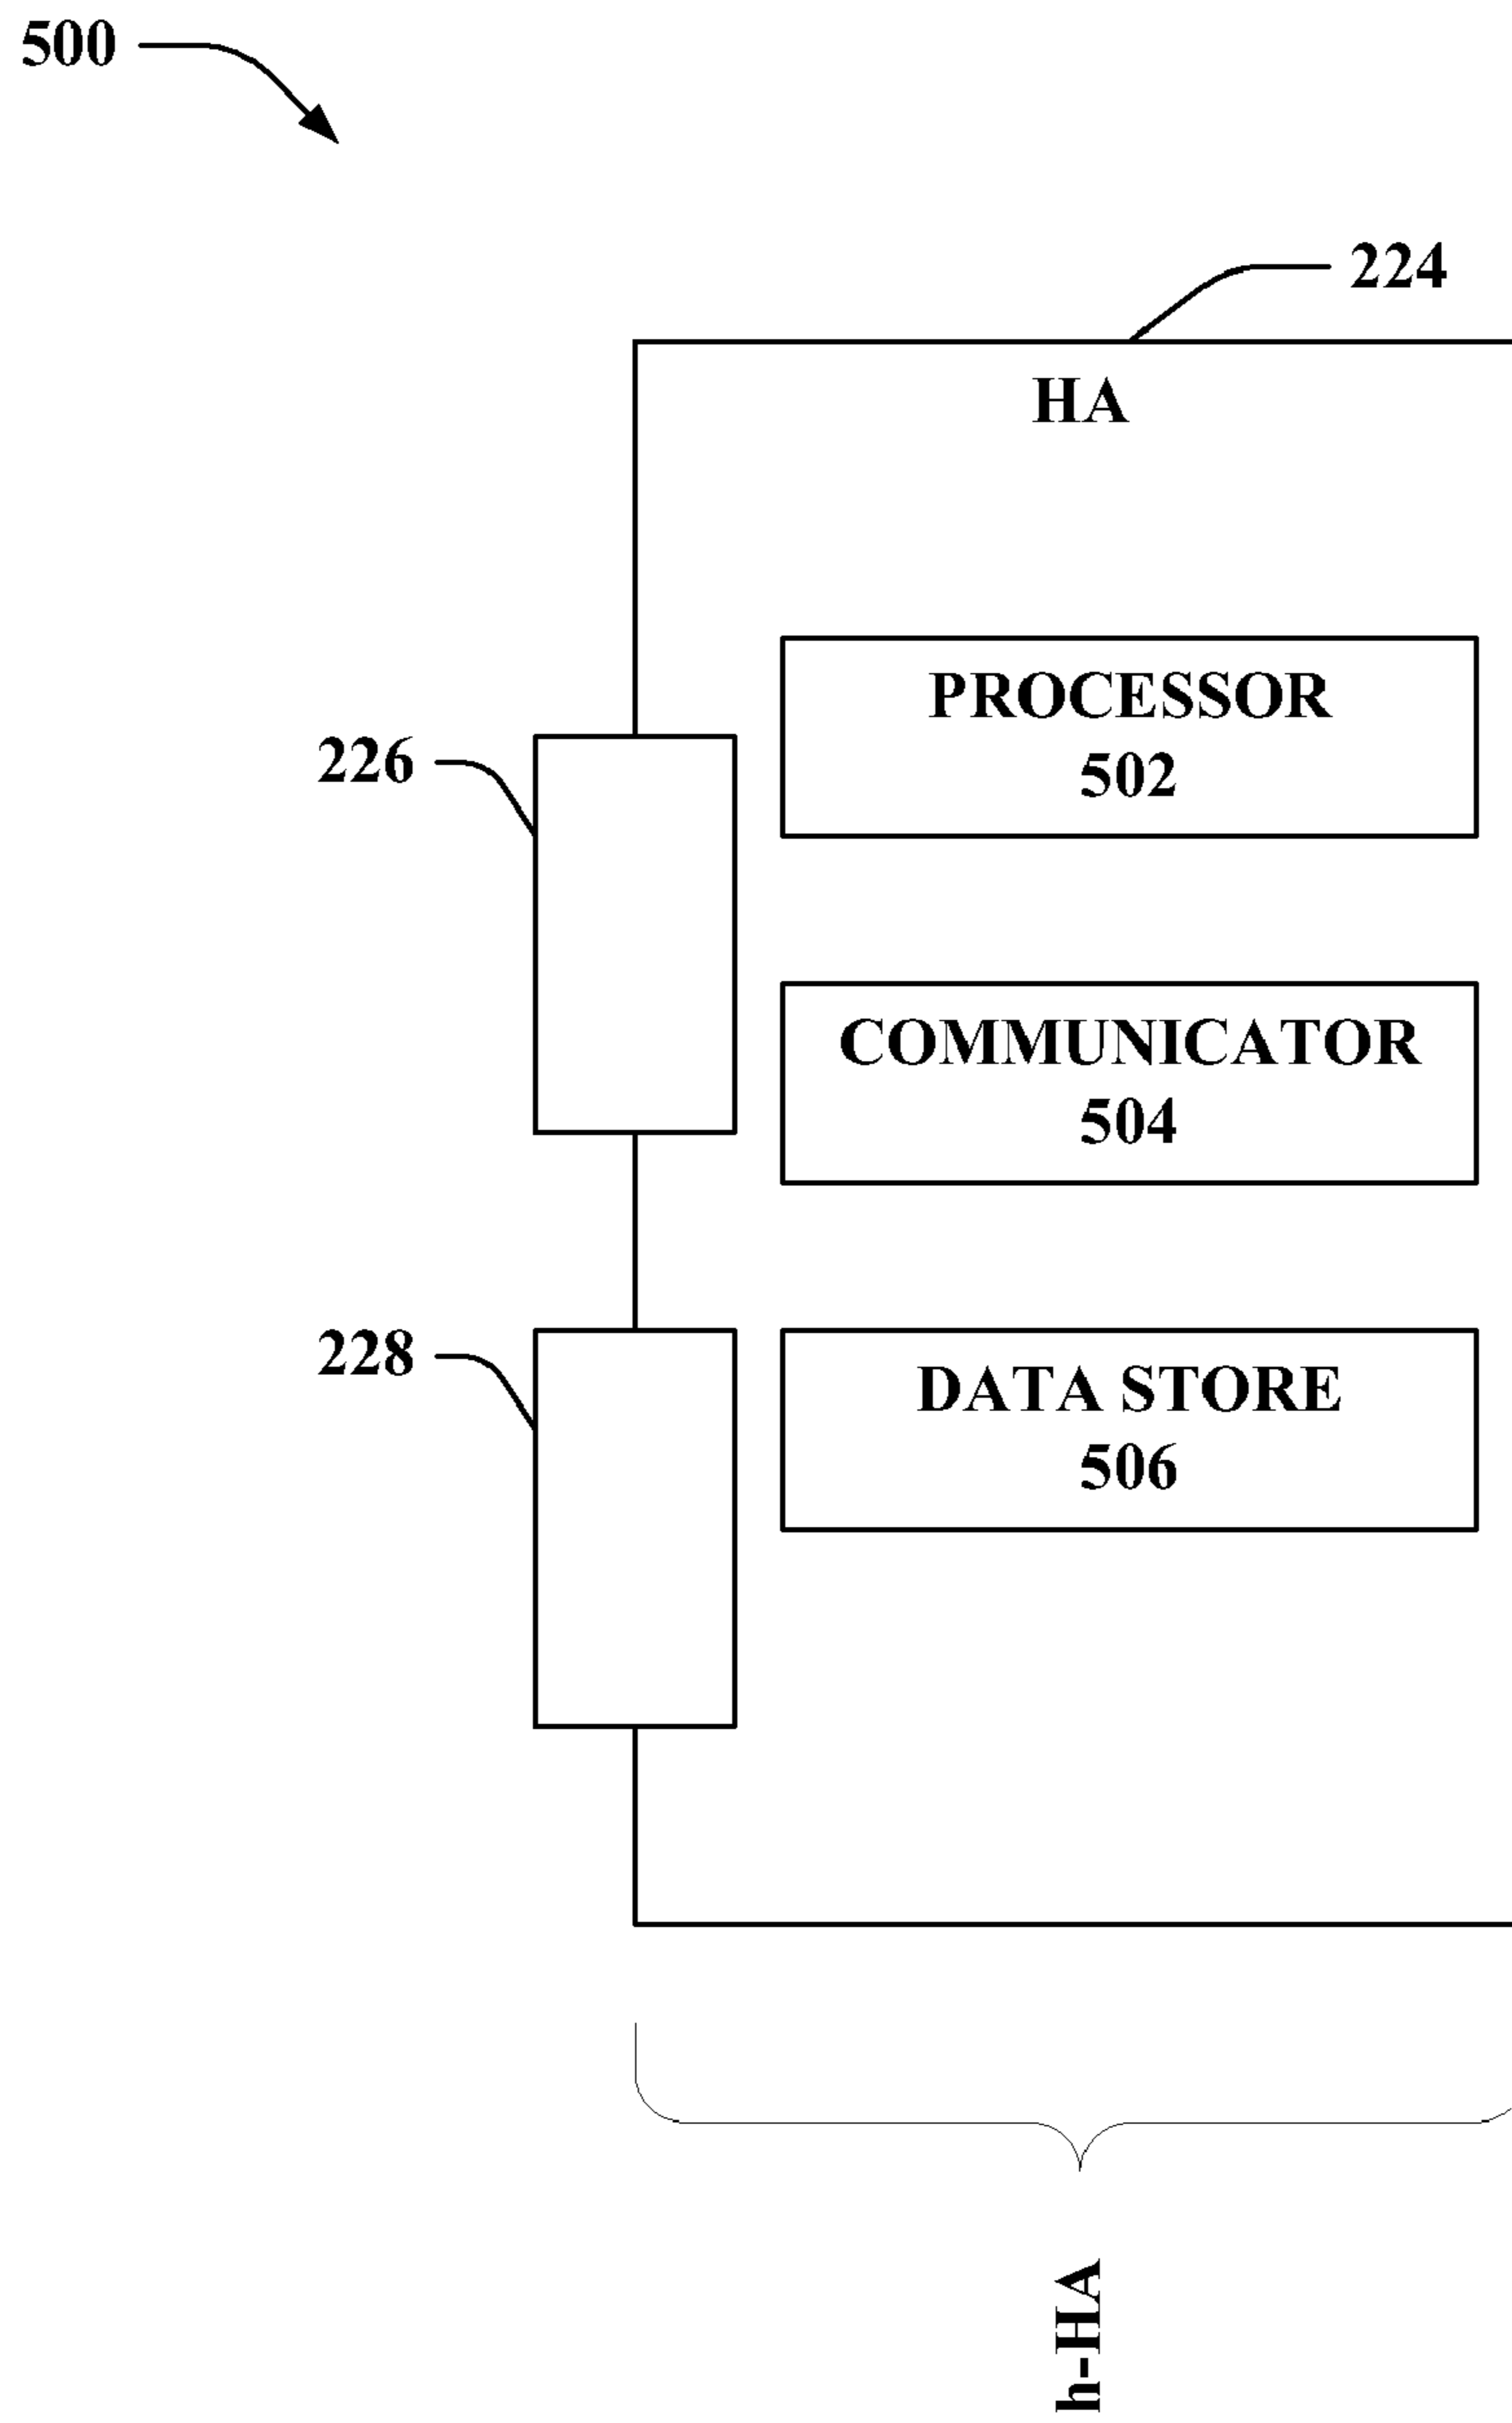 500
224
HA
PROCESSOR
502
226
COMMUNICATOR
504
228
DATA STORE
506
h-HA